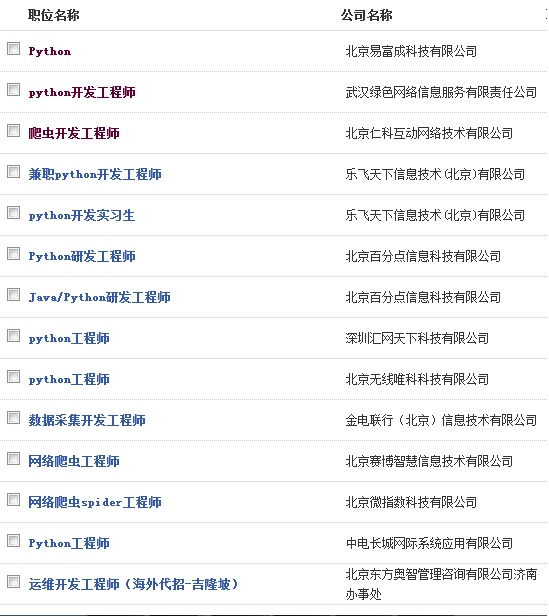 职位名称 公司名称
Python 北京易富成科技有限公司
python开发工程师 武汉绿色网络信息服务有限责任公司
爬虫开发工程师 北京仁科互动网络技术有限公司
兼职python开发工程师 乐飞天下信息技术(北京)有限公司
python开发实习生 乐飞天下信息技术(北京)有限公司
Python研发工程师 北京百分点信息科技有限公司
Java/Python研发工程师 北京百分点信息科技有限公司
python工程师 深圳汇网天下科技有限公司
python工程师 北京无线唯科科技有限公司
数据采集开发工程师 金电联行（北京）信息技术有限公司
网络爬虫工程师 北京赛博智慧信息技术有限公司
网络爬虫spider工程师 北京微指数科技有限公司
Python工程师 中电长城网际系统应用有限公司
运维开发工程师（海外代招-吉隆坡） 北京东方奥智管理咨询有限公司济南
办事处